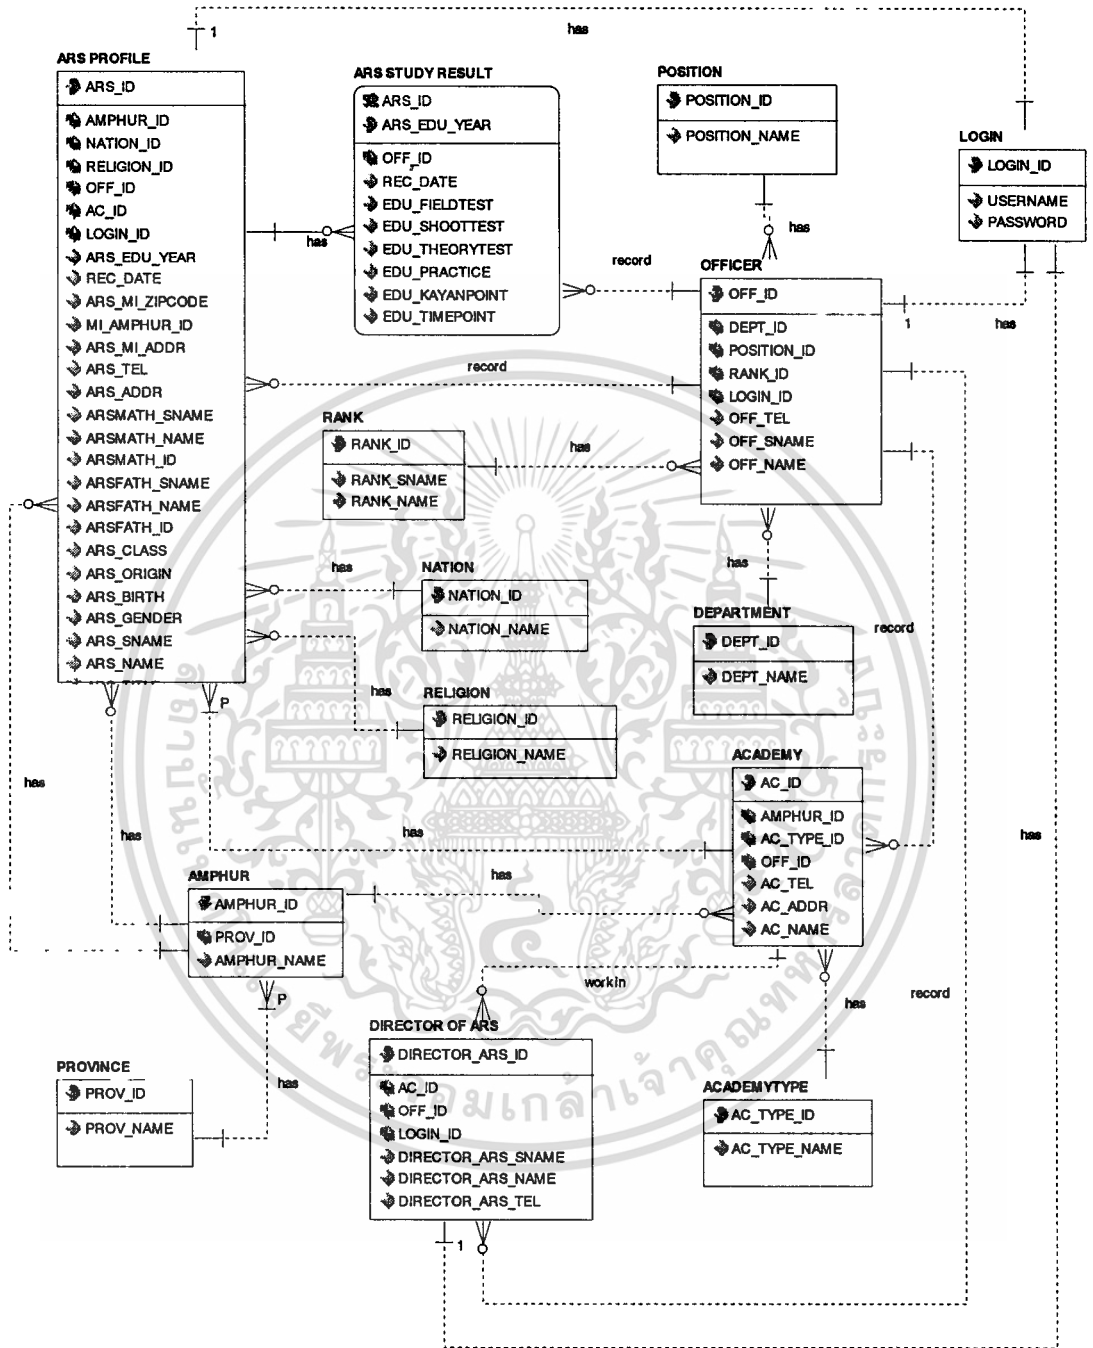 1
has
ARS PROFILE
ARS_ID
AMPHUR_ID
NATION_ID
RELIGION_ID
OFF_ID
AC_ID
LOGIN_ID
ARS_EDU_YEAR
REC_DATE
ARS_MI_ZIPCODE
MI_AMPHUR_ID
ARS_MI_ADDR
ARS_TEL
ARS_ADDR
ARSMATH_SNAME
ARSMATH_NAME
ARSMATH_ID
ARSFATH_SNAME
ARSFATH_NAME
ARSFATH_ID
ARS_CLASS
ARS_ORIGIN
ARS_BIRTH
ARS_GENDER
ARS_SNAME
ARS_NAME
ARS STUDY RESULT
ARS_ID
ARS_EDU_YEAR
OFF_ID
REC_DATE
EDU_FIELDTEST
EDU_SHOOTTEST
EDU_THEORYTEST
EDU_PRACTICE
EDU_KAYANPOINT
EDU_TIMEPOINT
has
POSITION
POSITION_ID
POSITION_NAME
has
LOGIN
LOGIN_ID
USERNAME
PASSWORD
record
OFFICER
OFF_ID
DEPT_ID
POSITION_ID
RANK_ID
LOGIN_ID
OFF_TEL
OFF_SNAME
OFF_NAME
1
has
record
RANK
RANK_ID
RANK_SNAME
RANK_NAME
has
has
NATION
NATION_ID
NATION_NAME
has
DEPARTMENT
DEPT_ID
DEPT_NAME
record
has
RELIGION
RELIGION_ID
RELIGION_NAME
P
ACADEMY
AC_ID
AMPHUR_ID
AC_TYPE_ID
OFF_ID
AC_TEL
AC_ADDR
AC_NAME
has
has
has
has
has
AMPHUR
AMPHUR_ID
PROV_ID
AMPHUR_NAME
P
workin
has
record
DIRECTOR OF ARS
DIRECTOR_ARS_ID
AC_ID
OFF_ID
LOGIN_ID
DIRECTOR_ARS_SNAME
DIRECTOR_ARS_NAME
DIRECTOR_ARS_TEL
1
PROVINCE
PROV_ID
PROV_NAME
has
ACADEMYTYPE
AC_TYPE_ID
AC_TYPE_NAME